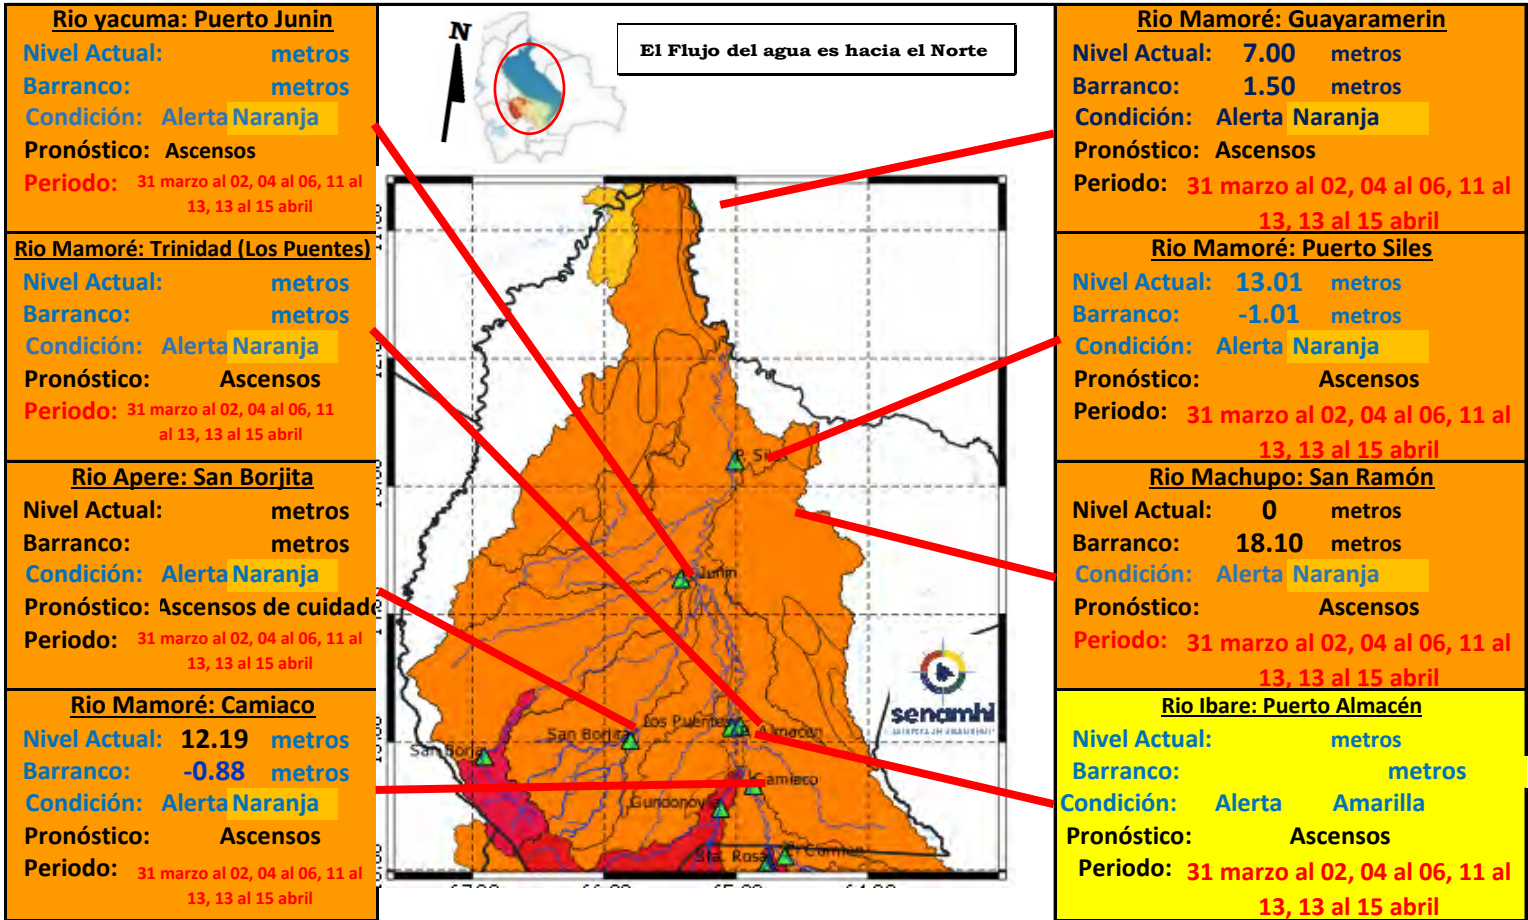 Rio yacuma: Puerto Junin
Nivel Actual: metros
Barranco: metros
Condición: Alerta Naranja
Pronóstico: Ascensos
Periodo: 31 marzo al 02, 04 al 06, 11 al
13, 13 al 15 abril
Rio Mamoré: Trinidad (Los Puentes)
Nivel Actual: metros
Barranco: metros
Condición: Alerta Naranja
Pronóstico: Ascensos
Periodo: 31 marzo al 02, 04 al 06, 11
al 13, 13 al 15 abril
Rio Apere: San Borjita
Nivel Actual: metros
Barranco: metros
Condición: Alerta Naranja
Pronóstico: Ascensos de cuidado
Periodo: 31 marzo al 02, 04 al 06, 11 al
13, 13 al 15 abril
Rio Mamoré: Camiaco
Nivel Actual: 12.19 metros
Barranco: -0.88 metros
Condición: Alerta Naranja
Pronóstico: Ascensos
Periodo: 31 marzo al 02, 04 al 06, 11 al
13, 13 al 15 abril
N
El Flujo del agua es hacia el Norte
P. Siles
Junin
Los Puentes
P. Almacen
San Borjita
San Borja
Camiaco
Gundonovia
Sta. Rosa
El Carmen
senamhi
67.00 66.00 65.00 64.00
Rio Mamoré: Guayaramerin
Nivel Actual: 7.00 metros
Barranco: 1.50 metros
Condición: Alerta Naranja
Pronóstico: Ascensos
Periodo: 31 marzo al 02, 04 al 06, 11 al
13, 13 al 15 abril
Rio Mamoré: Puerto Siles
Nivel Actual: 13.01 metros
Barranco: -1.01 metros
Condición: Alerta Naranja
Pronóstico: Ascensos
Periodo: 31 marzo al 02, 04 al 06, 11 al
13, 13 al 15 abril
Rio Machupo: San Ramón
Nivel Actual: 0 metros
Barranco: 18.10 metros
Condición: Alerta Naranja
Pronóstico: Ascensos
Periodo: 31 marzo al 02, 04 al 06, 11 al
13, 13 al 15 abril
Rio Ibare: Puerto Almacén
Nivel Actual: metros
Barranco: metros
Condición: Alerta Amarilla
Pronóstico: Ascensos
Periodo: 31 marzo al 02, 04 al 06, 11 al
13, 13 al 15 abril